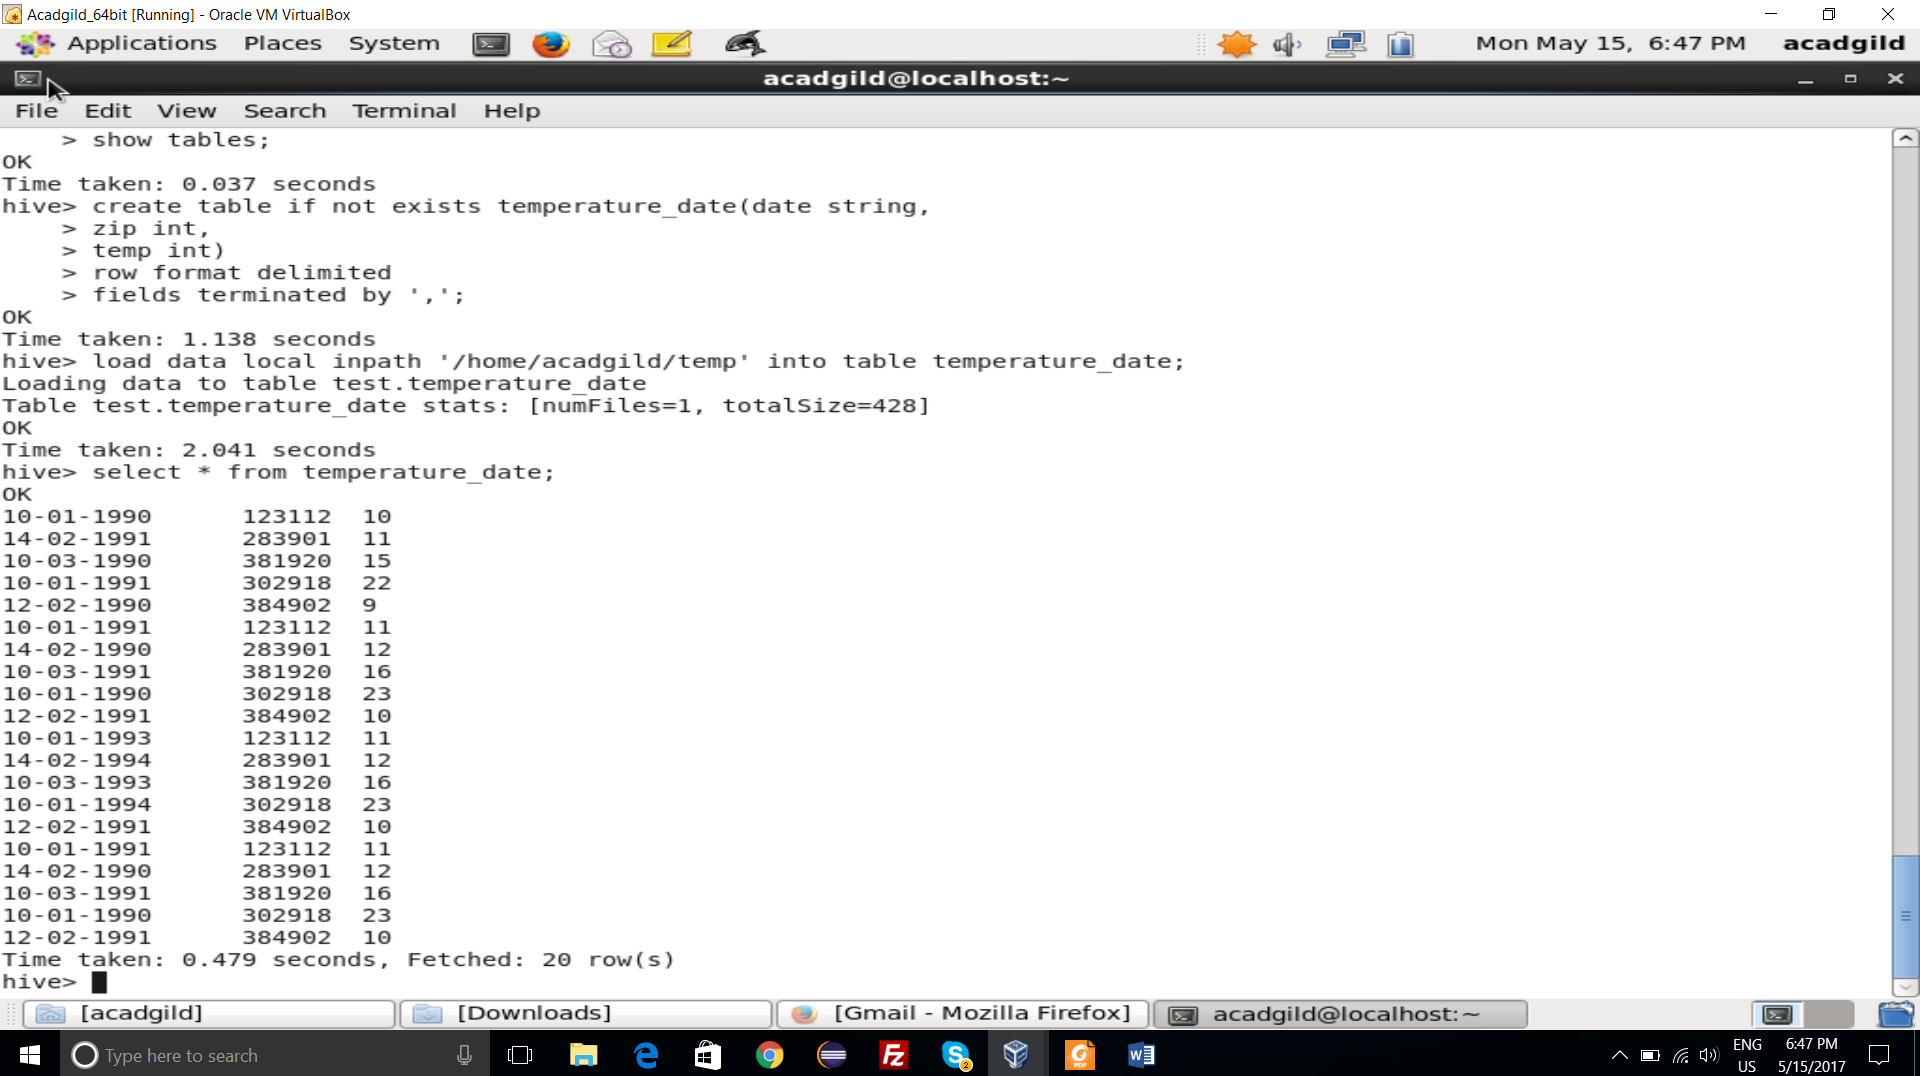 Acadgild_64bit [Running] - Oracle VM VirtualBox
Applications Places System Mon May 15, 6:47 PM acadgild
acadgild@localhost:~
File Edit View Search Terminal Help
    > show tables;
OK
Time taken: 0.037 seconds
hive> create table if not exists temperature_date(date string,
    > zip int,
    > temp int)
    > row format delimited
    > fields terminated by ',';
OK
Time taken: 1.138 seconds
hive> load data local inpath '/home/acadgild/temp' into table temperature_date;
Loading data to table test.temperature_date
Table test.temperature_date stats: [numFiles=1, totalSize=428]
OK
Time taken: 2.041 seconds
hive> select * from temperature_date;
OK
10-01-1990 123112 10
14-02-1991 283901 11
10-03-1990 381920 15
10-01-1991 302918 22
12-02-1990 384902 9
10-01-1991 123112 11
14-02-1990 283901 12
10-03-1991 381920 16
10-01-1990 302918 23
12-02-1991 384902 10
10-01-1993 123112 11
14-02-1994 283901 12
10-03-1993 381920 16
10-01-1994 302918 23
12-02-1991 384902 10
10-01-1991 123112 11
14-02-1990 283901 12
10-03-1991 381920 16
10-01-1990 302918 23
12-02-1991 384902 10
Time taken: 0.479 seconds, Fetched: 20 row(s)
hive>
[acadgild] [Downloads] [Gmail - Mozilla Firefox] acadgild@localhost:~
Type here to search ENG 6:47 PM
US 5/15/2017